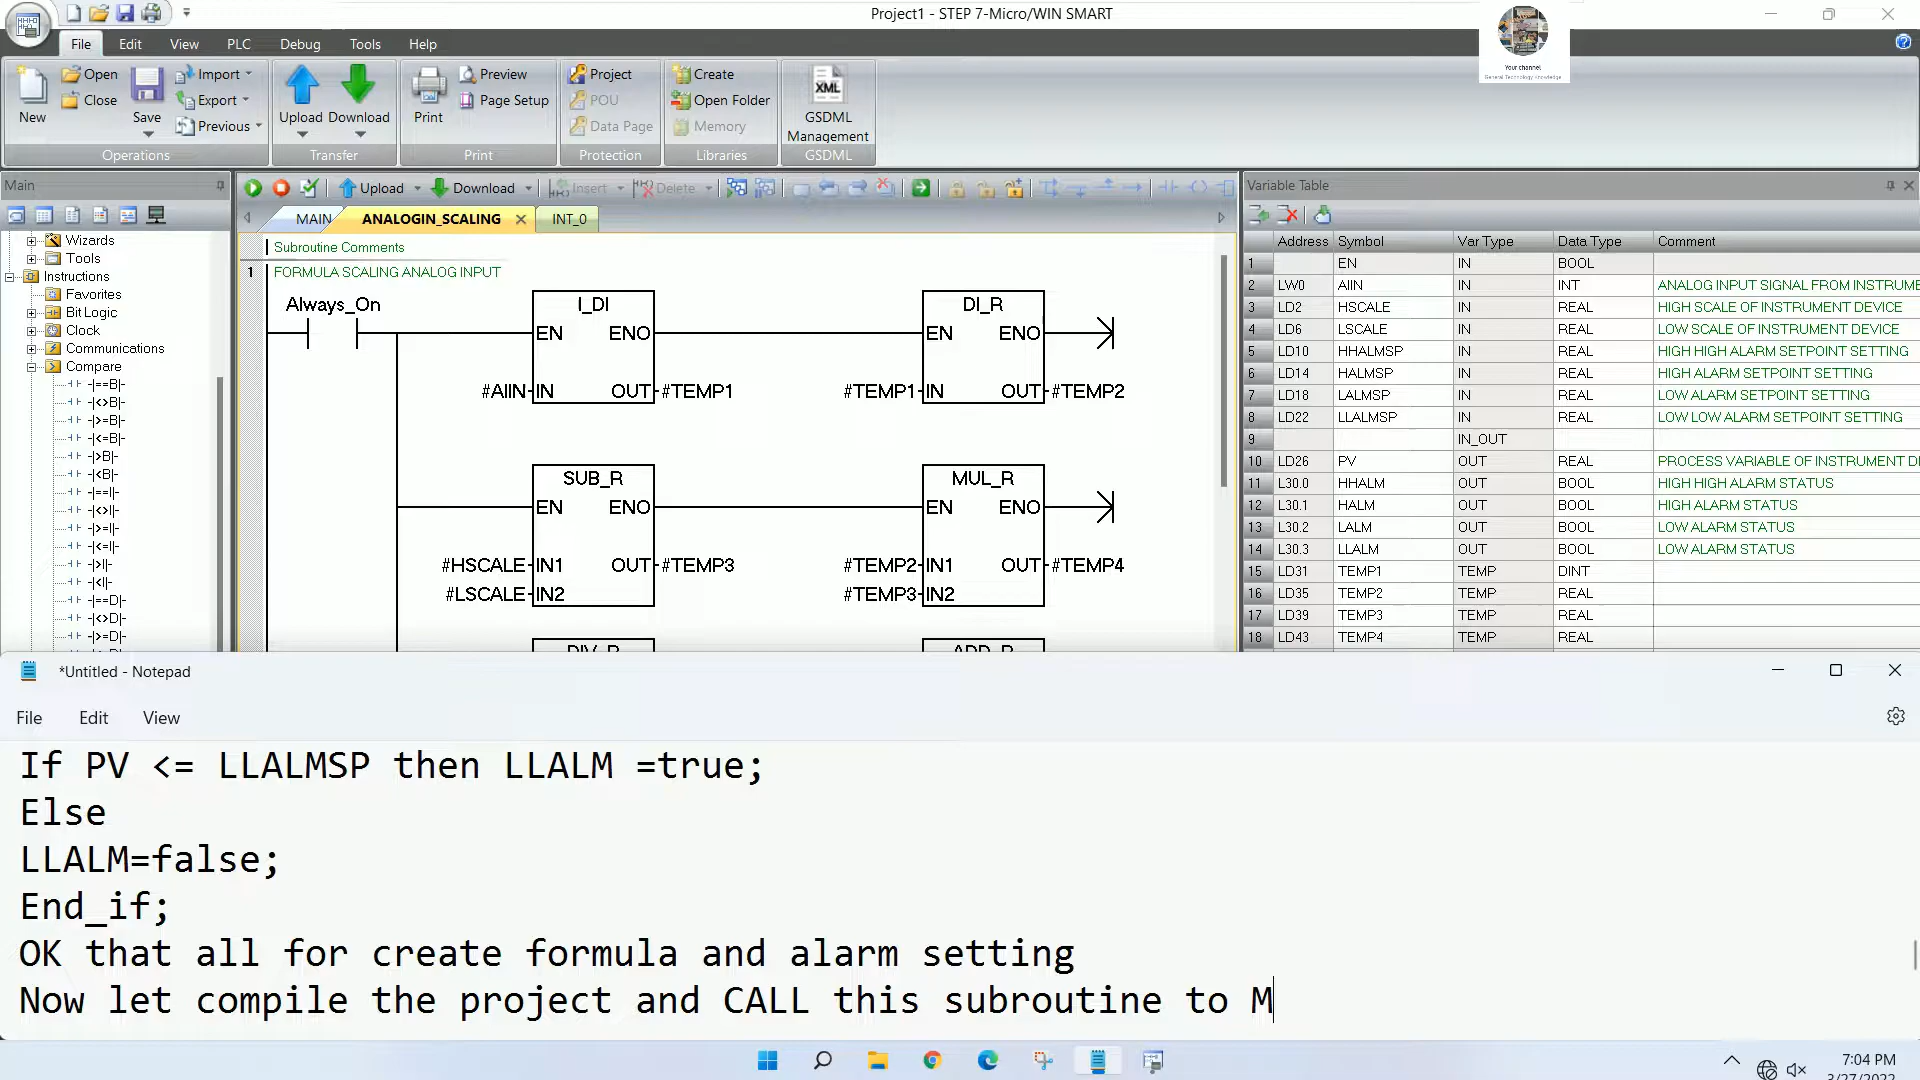 Project1 - STEP 7-Micro/WIN SMART
Your channel
General Technology Knowledge
File Edit View PLC Debug Tools Help
New
Open
Close
Save
Import
Export
Previous
Operations
Upload Download
Transfer
Print
Preview
Page Setup
Print
Project
POU
Data Page
Protection
Create
Open Folder
Memory
Libraries
XML
GSDML
Management
GSDML
Main
Wizards
Tools
Instructions
Favorites
Bit Logic
Clock
Communications
Compare
-|==B|-
-|<>B|-
-|>=B|-
-|<=B|-
-|>B|-
-|<B|-
-|==I|-
-|<>I|-
-|>=I|-
-|<=I|-
-|>I|-
-|<I|-
-|==D|-
-|<>D|-
-|>=D|-
Upload Download Insert Delete
MAIN ANALOGIN_SCALING INT_0
Subroutine Comments
1 FORMULA SCALING ANALOG INPUT
Always_On
I_DI
EN ENO
#AIIN IN OUT #TEMP1
DI_R
EN ENO
#TEMP1 IN OUT #TEMP2
SUB_R
EN ENO
#HSCALE IN1 OUT #TEMP3
#LSCALE IN2
MUL_R
EN ENO
#TEMP2 IN1 OUT #TEMP4
#TEMP3 IN2
DIV_R
ADD_R
Variable Table
Address Symbol Var Type Data Type Comment
1 EN IN BOOL
2 LW0 AIIN IN INT ANALOG INPUT SIGNAL FROM INSTRUME
3 LD2 HSCALE IN REAL HIGH SCALE OF INSTRUMENT DEVICE
4 LD6 LSCALE IN REAL LOW SCALE OF INSTRUMENT DEVICE
5 LD10 HHALMSP IN REAL HIGH HIGH ALARM SETPOINT SETTING
6 LD14 HALMSP IN REAL HIGH ALARM SETPOINT SETTING
7 LD18 LALMSP IN REAL LOW ALARM SETPOINT SETTING
8 LD22 LLALMSP IN REAL LOW LOW ALARM SETPOINT SETTING
9 IN_OUT
10 LD26 PV OUT REAL PROCESS VARIABLE OF INSTRUMENT D
11 L30.0 HHALM OUT BOOL HIGH HIGH ALARM STATUS
12 L30.1 HALM OUT BOOL HIGH ALARM STATUS
13 L30.2 LALM OUT BOOL LOW ALARM STATUS
14 L30.3 LLALM OUT BOOL LOW ALARM STATUS
15 LD31 TEMP1 TEMP DINT
16 LD35 TEMP2 TEMP REAL
17 LD39 TEMP3 TEMP REAL
18 LD43 TEMP4 TEMP REAL
*Untitled - Notepad
File Edit View
If PV <= LLALMSP then LLALM =true;
Else
LLALM=false;
End_if;
OK that all for create formula and alarm setting
Now let compile the project and CALL this subroutine to M
7:04 PM
3/27/2022